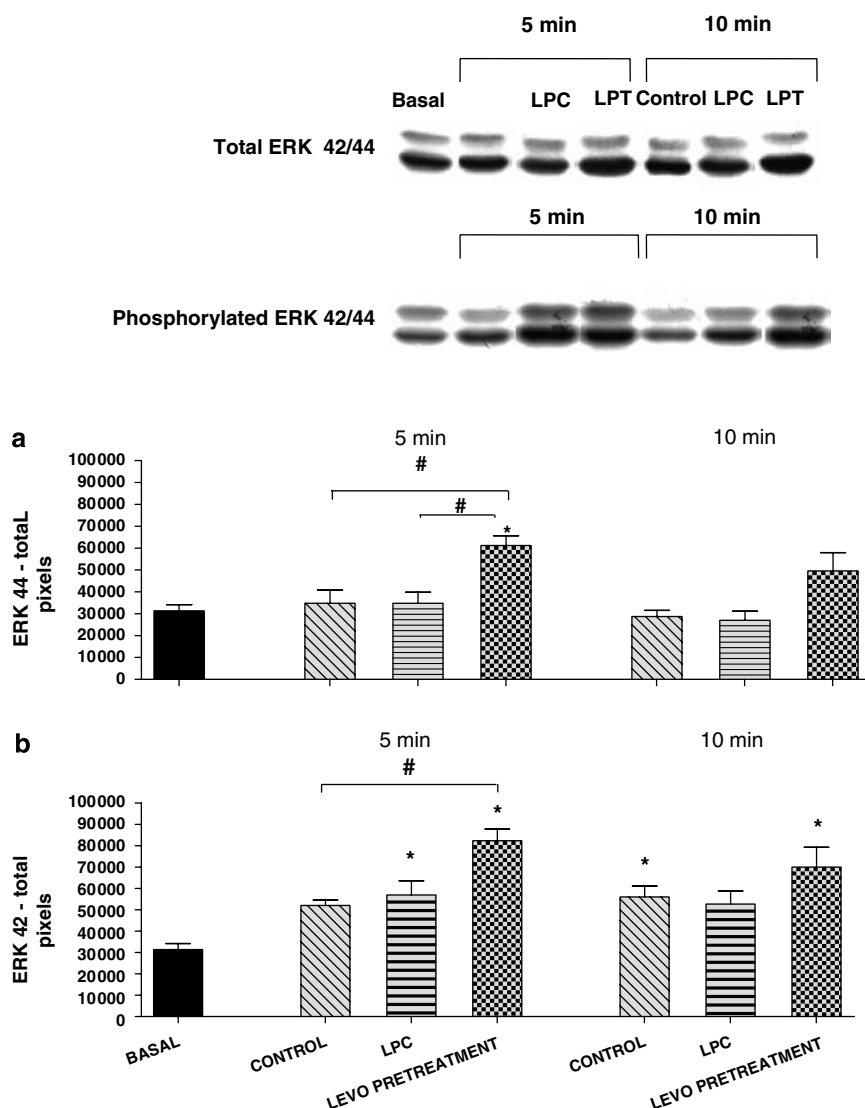 5 min 10 min
Basal LPC LPT Control LPC LPT
Total ERK 42/44
5 min 10 min
Phosphorylated ERK 42/44
a
5 min 10 min
#
#
*
ERK 44 - totaL
pixels
100000
90000
80000
70000
60000
50000
40000
30000
20000
10000
0
b
5 min 10 min
#
* * * *
ERK 42 - total
pixels
100000
90000
80000
70000
60000
50000
40000
30000
20000
10000
0
BASAL CONTROL LPC LEVO PRETREATMENT CONTROL LPC LEVO PRETREATMENT